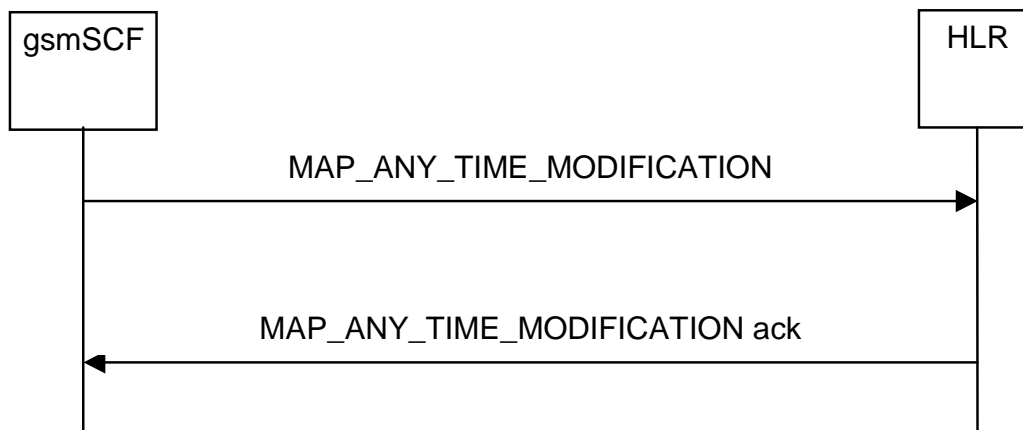 gsmSCF
HLR
MAP_ANY_TIME_MODIFICATION
MAP_ANY_TIME_MODIFICATION ack